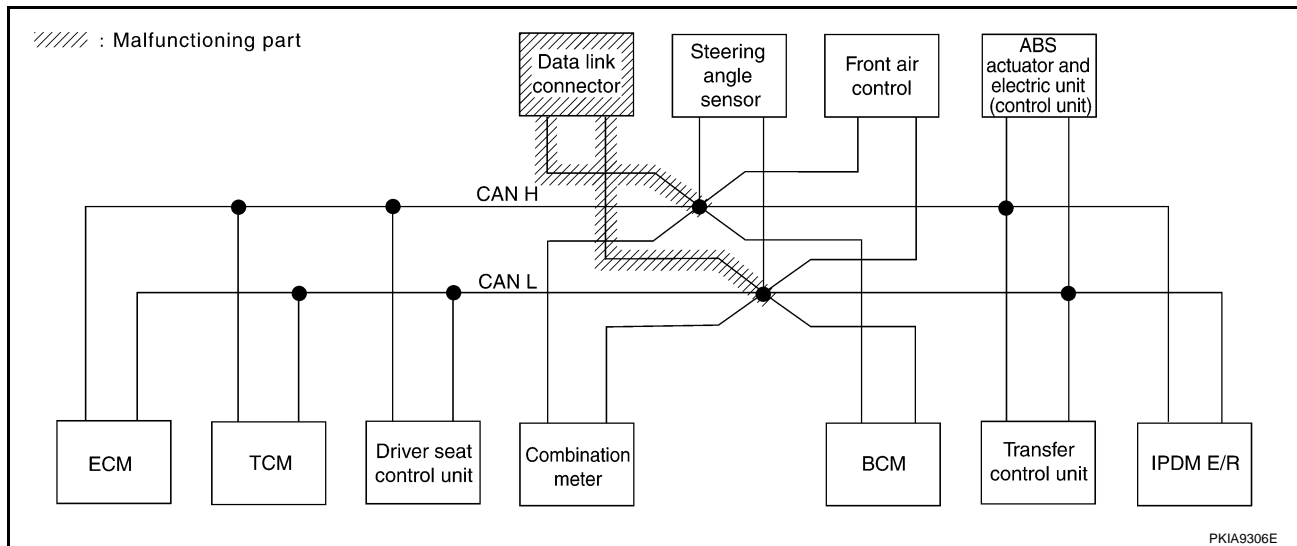 : Malfunctioning part
Data link
connector
Steering
angle
sensor
Front air
control
ABS
actuator and
electric unit
(control unit)
CAN H
CAN L
ECM
TCM
Driver seat
control unit
Combination
meter
BCM
Transfer
control unit
IPDM E/R
PKIA9306E